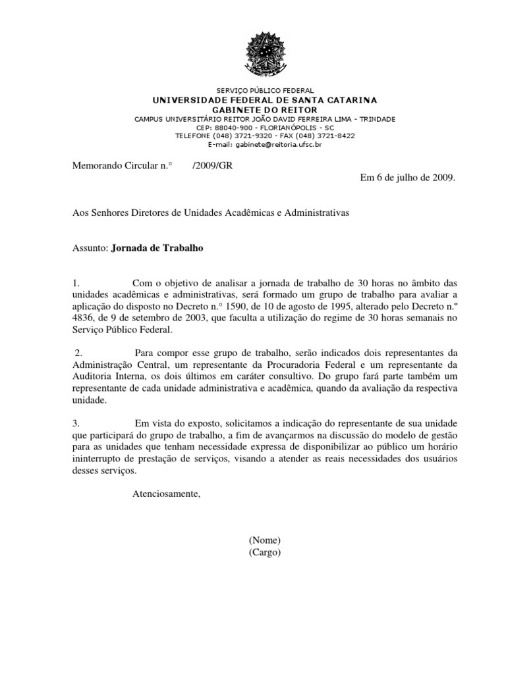 SERVIÇO PÚBLICO FEDERAL
UNIVERSIDADE FEDERAL DE SANTA CATARINA
GABINETE DO REITOR
CAMPUS UNIVERSITÁRIO REITOR JOÃO DAVID FERREIRA LIMA - TRINDADE
CEP: 88040-900 - FLORIANÓPOLIS - SC
TELEFONE (048) 3721-9320 - FAX (048) 3721-8422
E-mail: gabinete@reitoria.ufsc.br
Memorando Circular n.° /2009/GR
Em 6 de julho de 2009.
Aos Senhores Diretores de Unidades Acadêmicas e Administrativas
Assunto: Jornada de Trabalho
1. Com o objetivo de analisar a jornada de trabalho de 30 horas no âmbito das
unidades acadêmicas e administrativas, será formado um grupo de trabalho para avaliar a
aplicação do disposto no Decreto n.° 1590, de 10 de agosto de 1995, alterado pelo Decreto n.º
4836, de 9 de setembro de 2003, que faculta a utilização do regime de 30 horas semanais no
Serviço Público Federal.
2. Para compor esse grupo de trabalho, serão indicados dois representantes da
Administração Central, um representante da Procuradoria Federal e um representante da
Auditoria Interna, os dois últimos em caráter consultivo. Do grupo fará parte também um
representante de cada unidade administrativa e acadêmica, quando da avaliação da respectiva
unidade.
3. Em vista do exposto, solicitamos a indicação do representante de sua unidade
que participará do grupo de trabalho, a fim de avançarmos na discussão do modelo de gestão
para as unidades que tenham necessidade expressa de disponibilizar ao público um horário
ininterrupto de prestação de serviços, visando a atender as reais necessidades dos usuários
desses serviços.
Atenciosamente,
(Nome)
(Cargo)